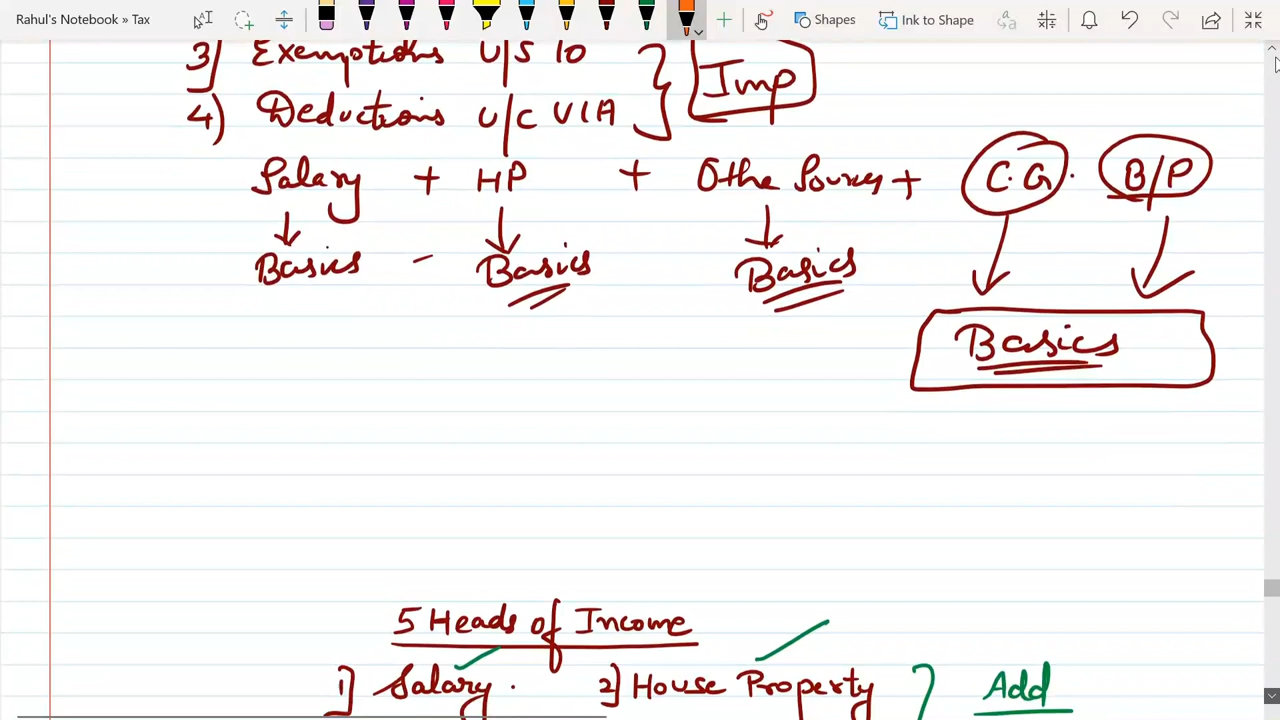 Rahul's Notebook » Tax
Shapes
Ink to Shape
3) Exemptions U/S 10
4) Deductions U/C VIA
Imp
Salary + HP + Othe Sources + C.G. B/P
Basics - Basics Basics
Basics
5 Heads of Income
1] Salary. 2] House Property
Add